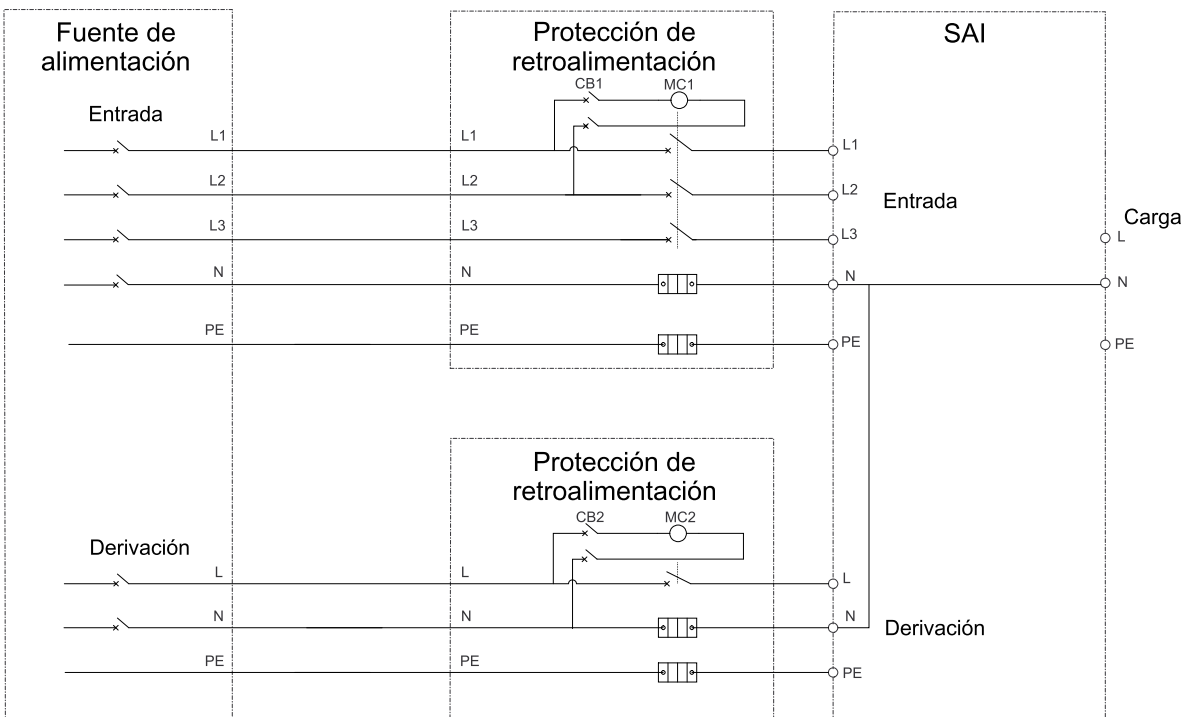 Fuente de
alimentación
Protección de
retroalimentación
SAI
CB1 MC1
Entrada
L1 L1 L1
L2 L2 L2
Entrada
L3 L3 L3
Carga
L
N N N N
PE PE PE PE
Protección de
retroalimentación
CB2 MC2
Derivación
L L L
N N N
Derivación
PE PE PE